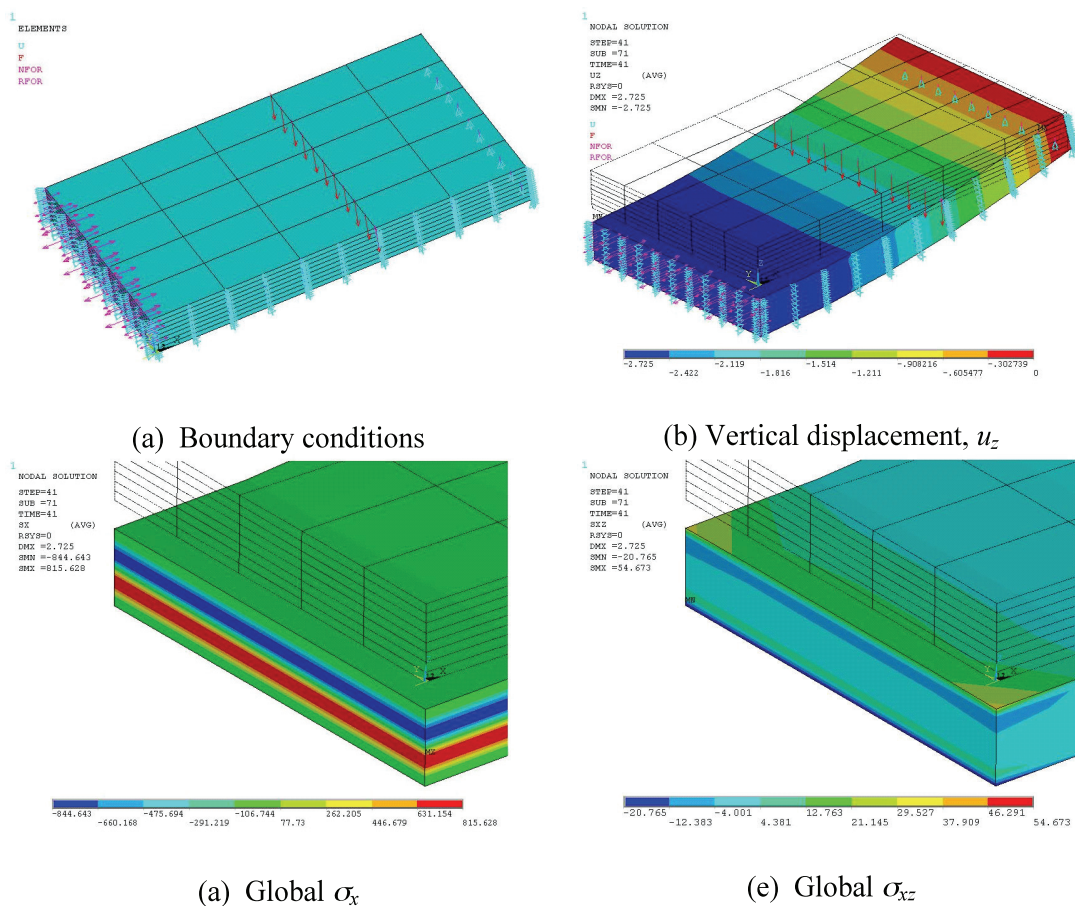 1
ELEMENTS
U
F
NFOR
RFOR
X
(a) Boundary conditions
1
NODAL SOLUTION
STEP=41
SUB =71
TIME=41
UZ (AVG)
RSYS=0
DMX =2.725
SMN =-2.725
U
F
NFOR
RFOR
MX
MN
Z
Y
-2.725 -2.119 -1.514 -.908216 -.302739
-2.422 -1.816 -1.211 -.605477 0
(b) Vertical displacement, uz
1
NODAL SOLUTION
STEP=41
SUB =71
TIME=41
SX (AVG)
RSYS=0
DMX =2.725
SMN =-844.643
SMX =815.628
Y X
MX
-844.643 -475.694 -106.744 262.205 631.154
-660.168 -291.219 77.73 446.679 815.628
(a) Global σx
1
NODAL SOLUTION
STEP=41
SUB =71
TIME=41
SXZ (AVG)
RSYS=0
DMX =2.725
SMN =-20.765
SMX =54.673
MN
Y X
-20.765 -4.001 12.763 29.527 46.291
-12.383 4.381 21.145 37.909 54.673
(e) Global σxz